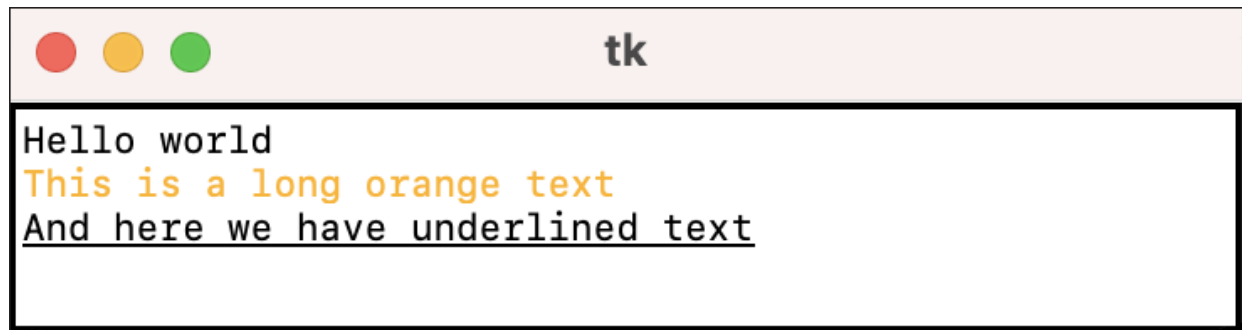 tk
Hello world
This is a long orange text
And here we have underlined text